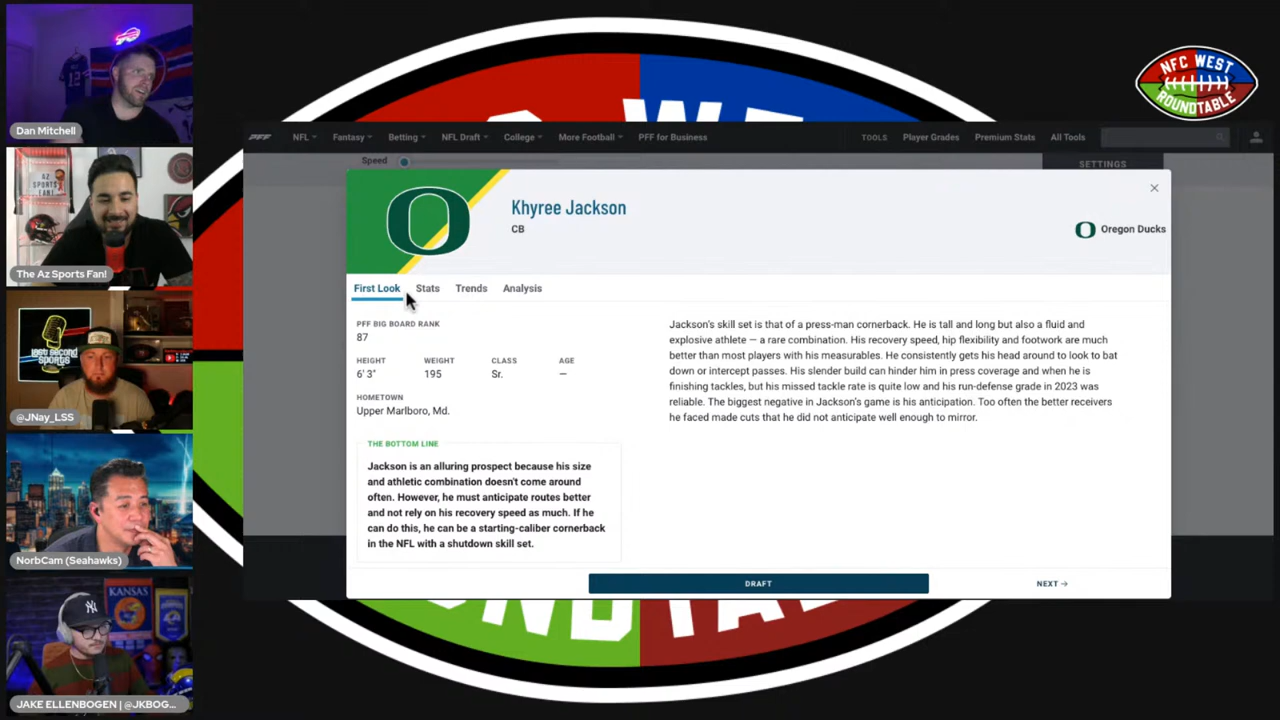 Dan Mitchell
AZ SPORTS FAN!
The Az Sports Fan!
last second
sports
@JNay_LSS
NorbCam (Seahawks)
KANSAS
NY
JAKE ELLENBOGEN | @JKBOG...
NFC WEST
ROUNDTABLE
PFF
NFL
Fantasy
Betting
NFL Draft
College
More Football
PFF for Business
TOOLS
Player Grades
Premium Stats
All Tools
Speed
SETTINGS
Khyree Jackson
CB
Oregon Ducks
First Look
Stats
Trends
Analysis
PFF BIG BOARD RANK
87
HEIGHT WEIGHT CLASS AGE
6' 3" 195 Sr. —
HOMETOWN
Upper Marlboro, Md.
THE BOTTOM LINE
Jackson is an alluring prospect because his size
and athletic combination doesn't come around
often. However, he must anticipate routes better
and not rely on his recovery speed as much. If he
can do this, he can be a starting-caliber cornerback
in the NFL with a shutdown skill set.
Jackson's skill set is that of a press-man cornerback. He is tall and long but also a fluid and
explosive athlete — a rare combination. His recovery speed, hip flexibility and footwork are much
better than most players with his measurables. He consistently gets his head around to look to bat
down or intercept passes. His slender build can hinder him in press coverage and when he is
finishing tackles, but his missed tackle rate is quite low and his run-defense grade in 2023 was
reliable. The biggest negative in Jackson's game is his anticipation. Too often the better receivers
he faced made cuts that he did not anticipate well enough to mirror.
DRAFT
NEXT →